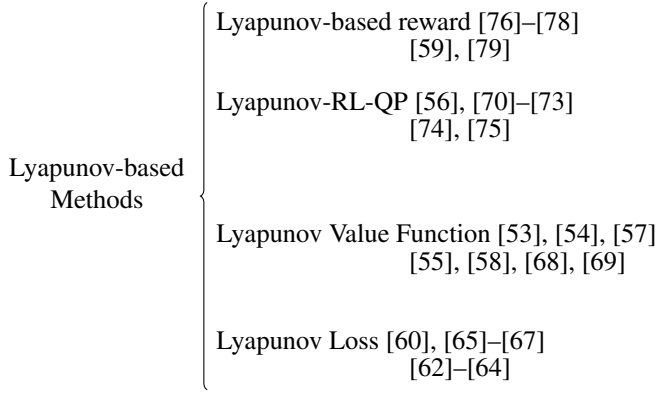 Lyapunov-based
Methods
Lyapunov-based reward [76]–[78]
[59], [79]
Lyapunov-RL-QP [56], [70]–[73]
[74], [75]
Lyapunov Value Function [53], [54], [57]
[55], [58], [68], [69]
Lyapunov Loss [60], [65]–[67]
[62]–[64]